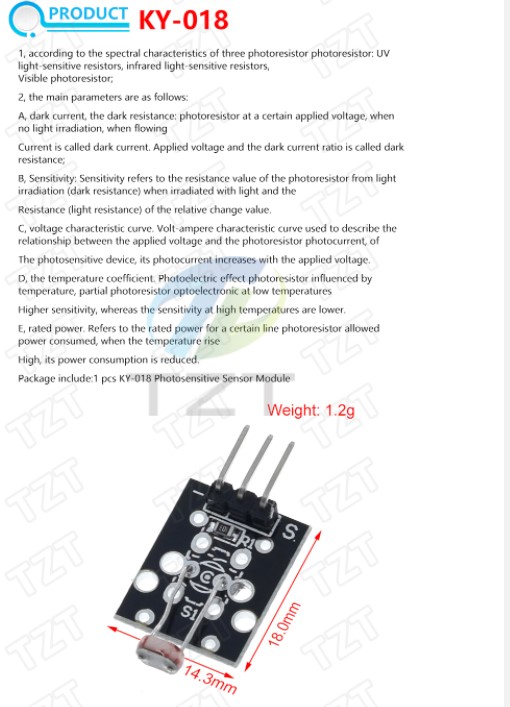 PRODUCT KY-018
1, according to the spectral characteristics of three photoresistor photoresistor: UV
light-sensitive resistors, infrared light-sensitive resistors,
Visible photoresistor;
2, the main parameters are as follows:
A, dark current, the dark resistance: photoresistor at a certain applied voltage, when
no light irradiation, when flowing
Current is called dark current. Applied voltage and the dark current ratio is called dark
resistance;
B, Sensitivity: Sensitivity refers to the resistance value of the photoresistor from light
irradiation (dark resistance) when irradiated with light and the
Resistance (light resistance) of the relative change value.
C, voltage characteristic curve. Volt-ampere characteristic curve used to describe the
relationship between the applied voltage and the photoresistor photocurrent, of
The photosensitive device, its photocurrent increases with the applied voltage.
D, the temperature coefficient. Photoelectric effect photoresistor influenced by
temperature, partial photoresistor optoelectronic at low temperatures
Higher sensitivity, whereas the sensitivity at high temperatures are lower.
E, rated power. Refers to the rated power for a certain line photoresistor allowed
power consumed, when the temperature rise
High, its power consumption is reduced.
Package include:1 pcs KY-018 Photosensitive Sensor Module
TZT
Weight: 1.2g
S
R1
S1
18.0mm
14.3mm